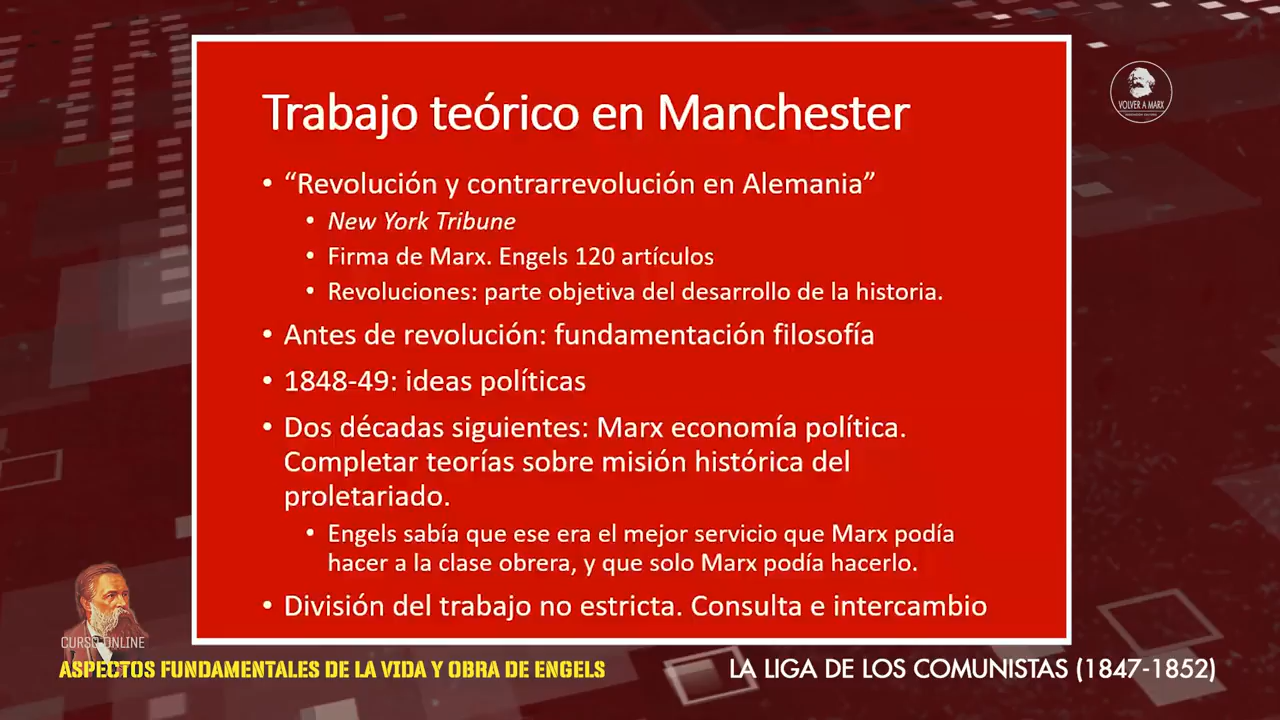 Trabajo teórico en Manchester
VOLVER A MARX
• “Revolución y contrarrevolución en Alemania”
• New York Tribune
• Firma de Marx. Engels 120 artículos
• Revoluciones: parte objetiva del desarrollo de la historia.
• Antes de revolución: fundamentación filosofía
• 1848-49: ideas políticas
• Dos décadas siguientes: Marx economía política.
Completar teorías sobre misión histórica del
proletariado.
• Engels sabía que ese era el mejor servicio que Marx podía
hacer a la clase obrera, y que solo Marx podía hacerlo.
• División del trabajo no estricta. Consulta e intercambio
CURSO ONLINE
ASPECTOS FUNDAMENTALES DE LA VIDA Y OBRA DE ENGELS
LA LIGA DE LOS COMUNISTAS (1847-1852)